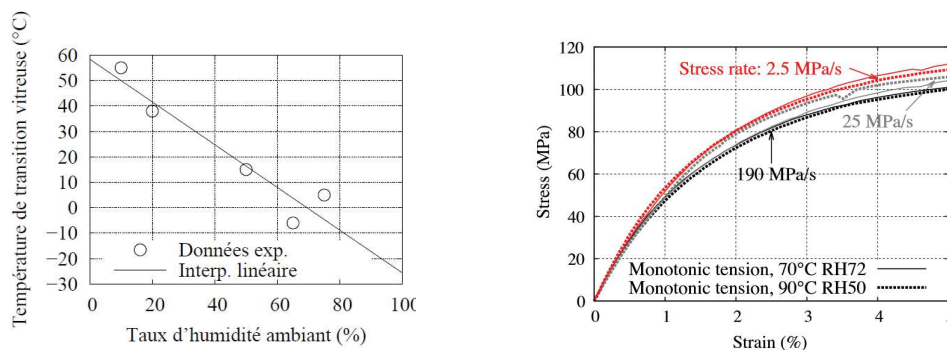 Température de transition vitreuse (°C)
60
50
40
30
20
10
0
−10
−20
−30
Données exp.
Interp. linéaire
0 20 40 60 80 100
Taux d'humidité ambiant (%)
Stress (MPa)
120
100
80
60
40
20
0
Stress rate: 2.5 MPa/s
25 MPa/s
190 MPa/s
Monotonic tension, 70°C RH72
Monotonic tension, 90°C RH50
0 1 2 3 4
Strain (%)